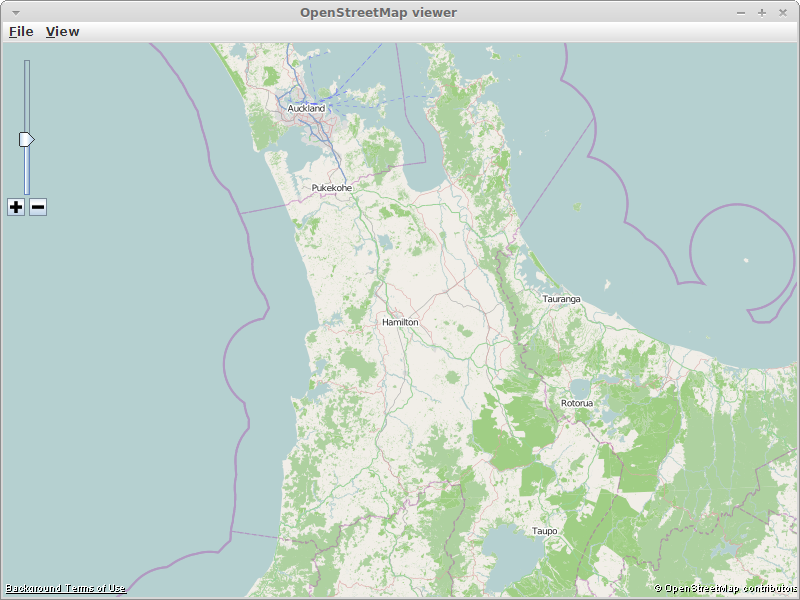 OpenStreetMap viewer
File View
Auckland
Pukekohe
Tauranga
Hamilton
Rotorua
Taupo
Background Terms of Use
© OpenStreetMap contributors